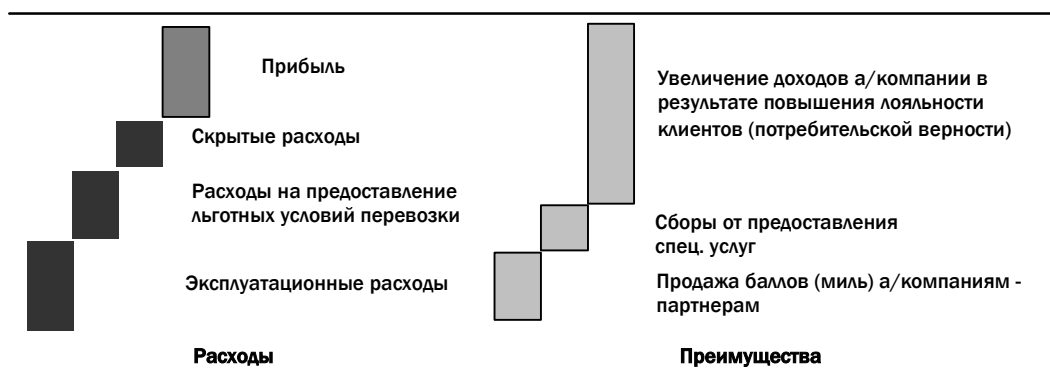 Прибыль
Скрытые расходы
Расходы на предоставление
льготных условий перевозки
Эксплуатационные расходы
Расходы
Увеличение доходов а/компании в
результате повышения лояльности
клиентов (потребительской верности)
Сборы от предоставления
спец. услуг
Продажа баллов (миль) а/компаниям -
партнерам
Преимущества